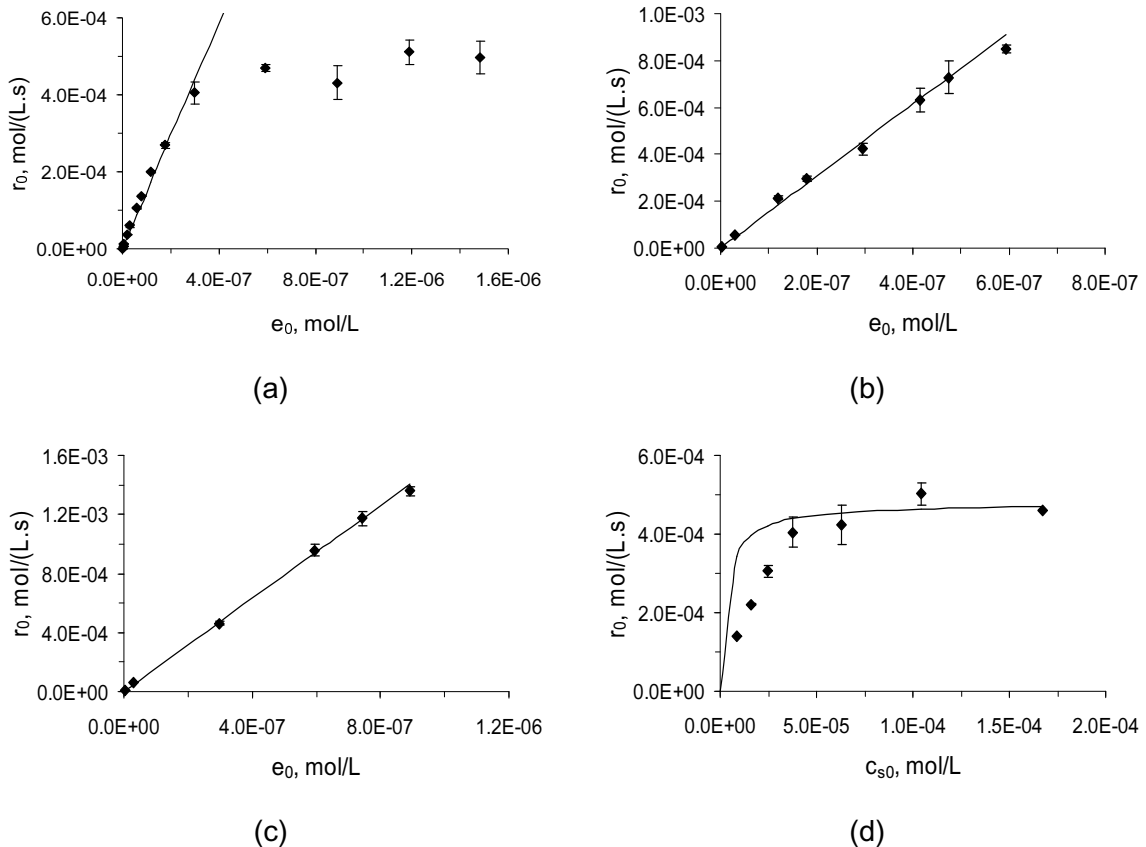 6.0E-04
4.0E-04
2.0E-04
0.0E+00
r0, mol/(L.s)
0.0E+00 4.0E-07 8.0E-07 1.2E-06 1.6E-06
e0, mol/L
(a)
1.0E-03
8.0E-04
6.0E-04
4.0E-04
2.0E-04
0.0E+00
r0, mol/(L.s)
0.0E+00 2.0E-07 4.0E-07 6.0E-07 8.0E-07
e0, mol/L
(b)
1.6E-03
1.2E-03
8.0E-04
4.0E-04
0.0E+00
r0, mol/(L.s)
0.0E+00 4.0E-07 8.0E-07 1.2E-06
e0, mol/L
(c)
6.0E-04
4.0E-04
2.0E-04
0.0E+00
r0, mol/(L.s)
0.0E+00 5.0E-05 1.0E-04 1.5E-04 2.0E-04
cs0, mol/L
(d)